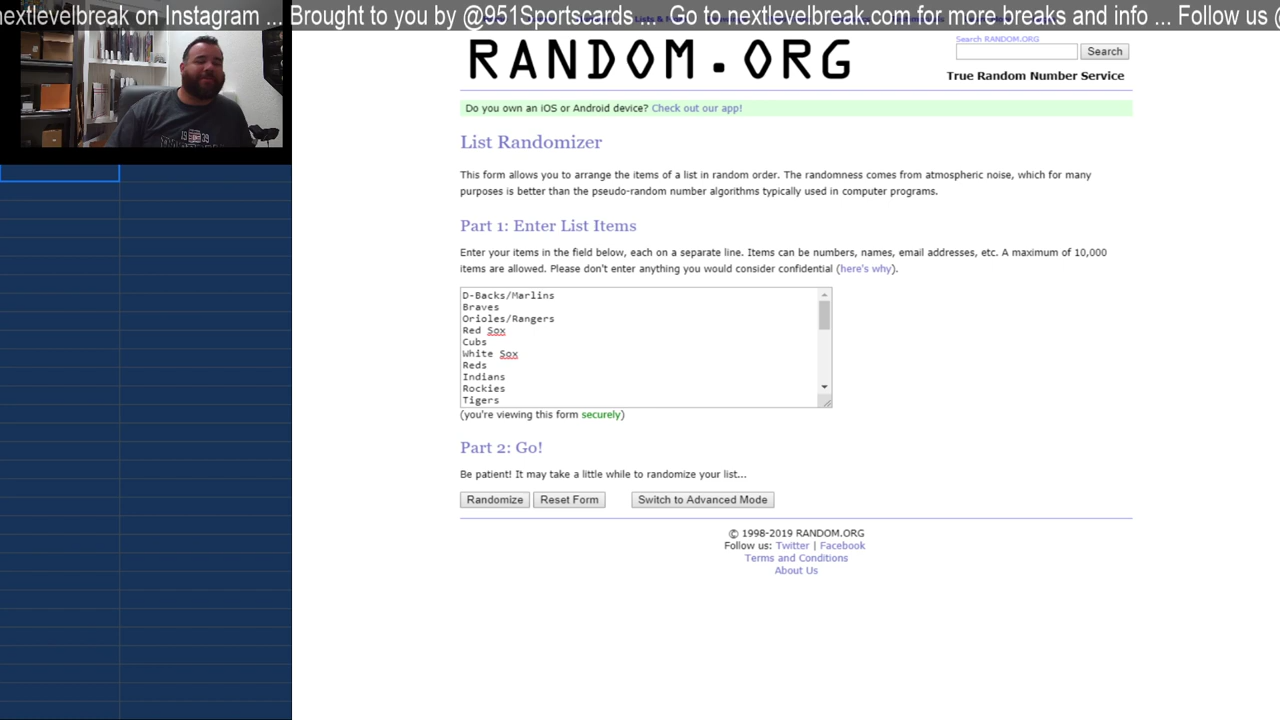 nextlevelbreak on Instagram ... Brought to you by @951Sportscards ... Go to nextlevelbreak.com for more breaks and info ... Follow us @
RANDOM.ORG
Search RANDOM.ORG
Search
True Random Number Service
Do you own an iOS or Android device? Check out our app!
List Randomizer
This form allows you to arrange the items of a list in random order. The randomness comes from atmospheric noise, which for many
purposes is better than the pseudo-random number algorithms typically used in computer programs.
Part 1: Enter List Items
Enter your items in the field below, each on a separate line. Items can be numbers, names, email addresses, etc. A maximum of 10,000
items are allowed. Please don't enter anything you would consider confidential (here's why).
D-Backs/Marlins
Braves
Orioles/Rangers
Red Sox
Cubs
White Sox
Reds
Indians
Rockies
Tigers
(you're viewing this form securely)
Part 2: Go!
Be patient! It may take a little while to randomize your list...
Randomize Reset Form Switch to Advanced Mode
© 1998-2019 RANDOM.ORG
Follow us: Twitter | Facebook
Terms and Conditions
About Us